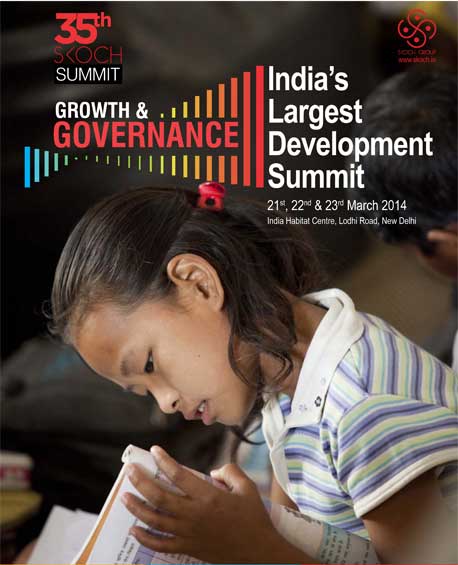 35th
SKOCH
SUMMIT
SKOCH GROUP
www.skoch.in
GROWTH &
GOVERNANCE
India's
Largest
Development
Summit
21st, 22nd & 23rd March 2014
India Habitat Centre, Lodhi Road, New Delhi